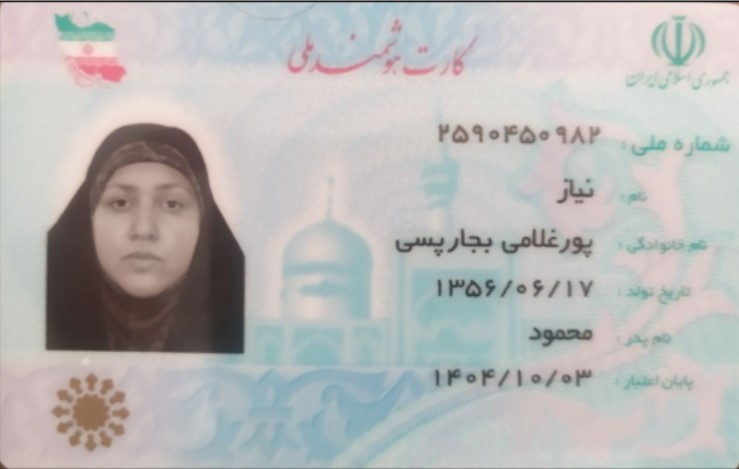 کارت هوشمند ملی
جمهوری اسلامی ایران
شماره ملی: ۲۵۹۰۴۵۰۹۸۲
نام: نیاز
نام خانوادگی: پورغلامی بجارپسی
تاریخ تولد: ۱۳۵۶/۰۶/۱۷
نام پدر: محمود
پایان اعتبار: ۱۴۰۴/۱۰/۰۳